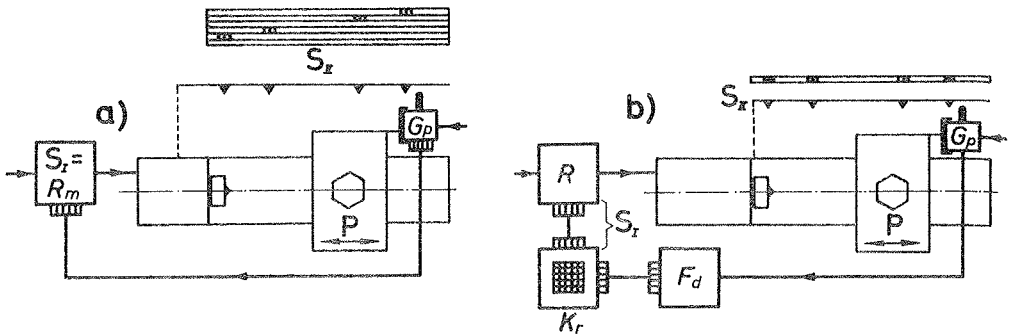 S_II
a)
G_P
S_I =
R_m
P
b)
S_II
G_P
R
S_I
P
F_d
K_r